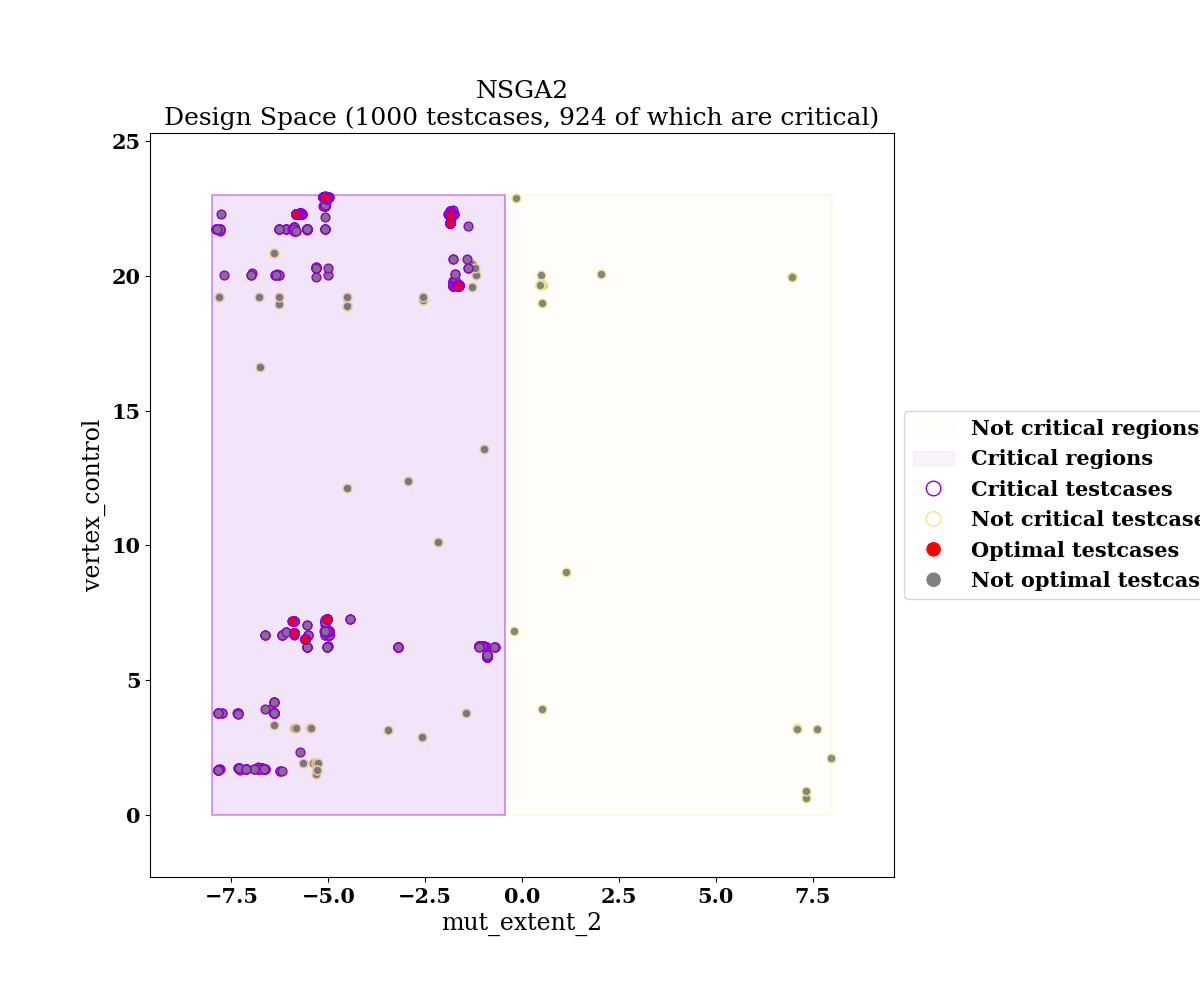 NSGA2
Design Space (1000 testcases, 924 of which are critical)
25
20
15
10
5
0
vertex_control
−7.5 −5.0 −2.5 0.0 2.5 5.0 7.5
mut_extent_2
Not critical regions
Critical regions
Critical testcases
Not critical testcase
Optimal testcases
Not optimal testcas